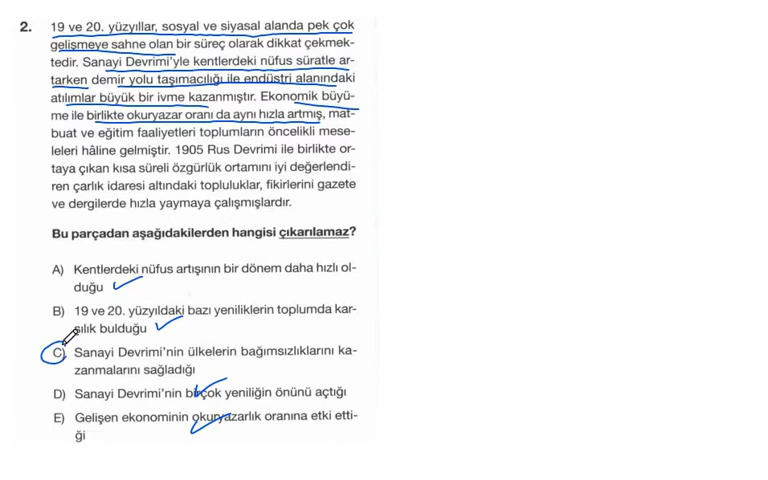 2. 19 ve 20. yüzyıllar, sosyal ve siyasal alanda pek çok
gelişmeye sahne olan bir süreç olarak dikkat çekmek-
tedir. Sanayi Devrimi'yle kentlerdeki nüfus süratle ar-
tarken demir yolu taşımacılığı ile endüstri alanındaki
atılımlar büyük bir ivme kazanmıştır. Ekonomik büyü-
me ile birlikte okuryazar oranı da aynı hızla artmış, mat-
buat ve eğitim faaliyetleri toplumların öncelikli mese-
leleri hâline gelmiştir. 1905 Rus Devrimi ile birlikte or-
taya çıkan kısa süreli özgürlük ortamını iyi değerlendi-
ren çarlık idaresi altındaki topluluklar, fikirlerini gazete
ve dergilerde hızla yaymaya çalışmışlardır.
Bu parçadan aşağıdakilerden hangisi çıkarılamaz?
A) Kentlerdeki nüfus artışının bir dönem daha hızlı ol-
duğu
B) 19 ve 20. yüzyıldaki bazı yeniliklerin toplumda kar-
şılık bulduğu
C) Sanayi Devrimi'nin ülkelerin bağımsızlıklarını ka-
zanmalarını sağladığı
D) Sanayi Devrimi'nin birçok yeniliğin önünü açtığı
E) Gelişen ekonominin okuryazarlık oranına etki etti-
ği